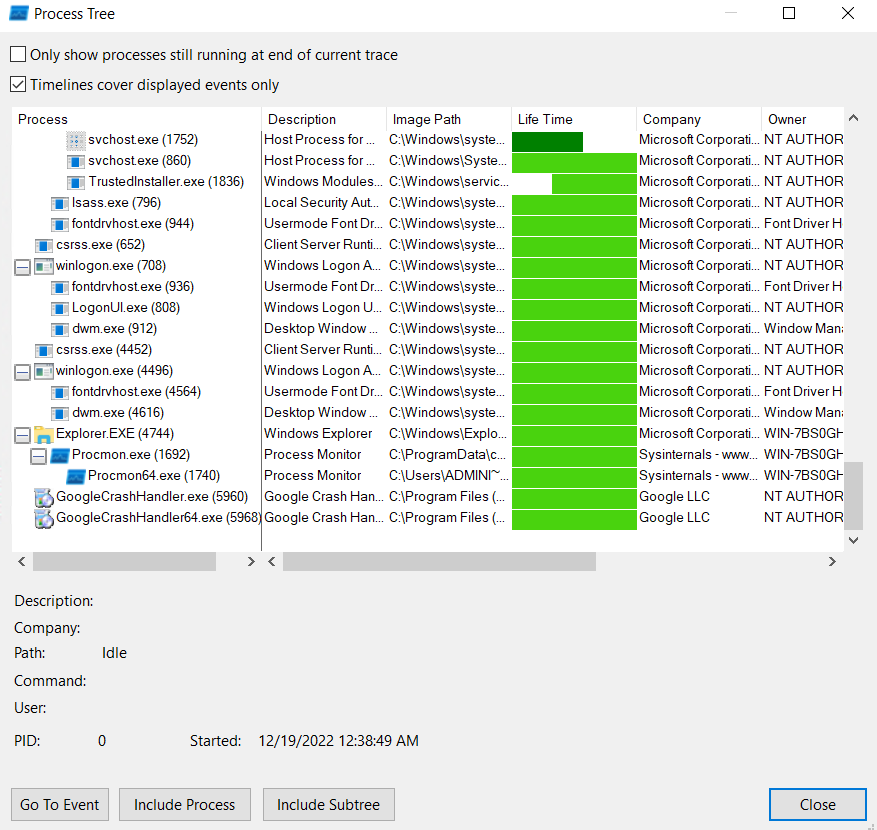 Process Tree
Only show processes still running at end of current trace
Timelines cover displayed events only
Process Description Image Path Life Time Company Owner
svchost.exe (1752) Host Process for ... C:\Windows\syste... Microsoft Corporati... NT AUTHOR
svchost.exe (860) Host Process for ... C:\Windows\Syste... Microsoft Corporati... NT AUTHOR
TrustedInstaller.exe (1836) Windows Modules... C:\Windows\servic... Microsoft Corporati... NT AUTHOR
lsass.exe (796) Local Security Aut... C:\Windows\syste... Microsoft Corporati... NT AUTHOR
fontdrvhost.exe (944) Usermode Font Dr... C:\Windows\syste... Microsoft Corporati... Font Driver H
csrss.exe (652) Client Server Runti... C:\Windows\syste... Microsoft Corporati... NT AUTHOR
winlogon.exe (708) Windows Logon A... C:\Windows\syste... Microsoft Corporati... NT AUTHOR
fontdrvhost.exe (936) Usermode Font Dr... C:\Windows\syste... Microsoft Corporati... Font Driver H
LogonUI.exe (808) Windows Logon U... C:\Windows\syste... Microsoft Corporati... NT AUTHOR
dwm.exe (912) Desktop Window ... C:\Windows\syste... Microsoft Corporati... Window Mana
csrss.exe (4452) Client Server Runti... C:\Windows\syste... Microsoft Corporati... NT AUTHOR
winlogon.exe (4496) Windows Logon A... C:\Windows\syste... Microsoft Corporati... NT AUTHOR
fontdrvhost.exe (4564) Usermode Font Dr... C:\Windows\syste... Microsoft Corporati... Font Driver H
dwm.exe (4616) Desktop Window ... C:\Windows\syste... Microsoft Corporati... Window Mana
Explorer.EXE (4744) Windows Explorer C:\Windows\Explo... Microsoft Corporati... WIN-7BS0GH
Procmon.exe (1692) Process Monitor C:\ProgramData\c... Sysinternals - www... WIN-7BS0GH
Procmon64.exe (1740) Process Monitor C:\Users\ADMINI~... Sysinternals - www... WIN-7BS0GH
GoogleCrashHandler.exe (5960) Google Crash Han... C:\Program Files (... Google LLC NT AUTHOR
GoogleCrashHandler64.exe (5968) Google Crash Han... C:\Program Files (... Google LLC NT AUTHOR
Description:
Company:
Path: Idle
Command:
User:
PID: 0 Started: 12/19/2022 12:38:49 AM
Go To Event Include Process Include Subtree Close